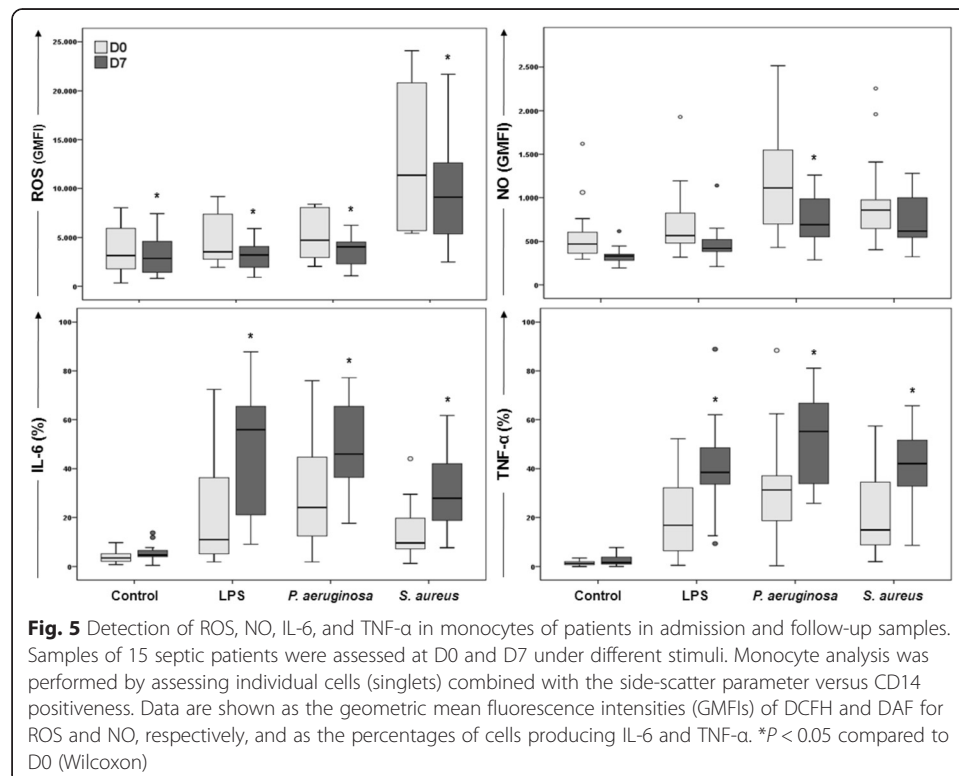 D0
D7
ROS (GMFI)
25.000
20.000
15.000
10.000
5.000
0
* * * *
NO (GMFI)
2.500
2.000
1.500
1.000
500
0
*
IL-6 (%)
100
80
60
40
20
0
* * *
Control LPS P. aeruginosa S. aureus
TNF-α (%)
100
80
60
40
20
0
* * *
Control LPS P. aeruginosa S. aureus
Fig. 5 Detection of ROS, NO, IL-6, and TNF-α in monocytes of patients in admission and follow-up samples.
Samples of 15 septic patients were assessed at D0 and D7 under different stimuli. Monocyte analysis was
performed by assessing individual cells (singlets) combined with the side-scatter parameter versus CD14
positiveness. Data are shown as the geometric mean fluorescence intensities (GMFIs) of DCFH and DAF for
ROS and NO, respectively, and as the percentages of cells producing IL-6 and TNF-α. *P < 0.05 compared to
D0 (Wilcoxon)